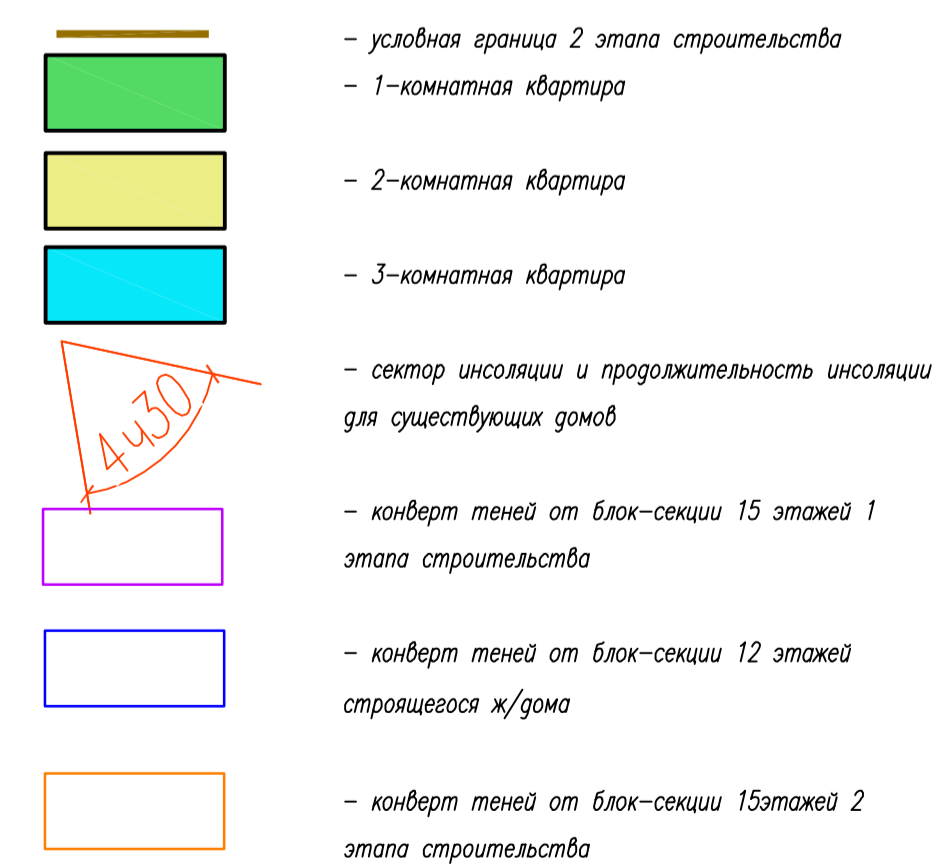 – условная граница 2 этапа строительства
– 1-комнатная квартира
– 2-комнатная квартира
– 3-комнатная квартира
4ч30
– сектор инсоляции и продолжительность инсоляции
для существующих домов
– конверт теней от блок-секции 15 этажей 1
этапа строительства
– конверт теней от блок-секции 12 этажей
строящегося ж/дома
– конверт теней от блок-секции 15этажей 2
этапа строительства